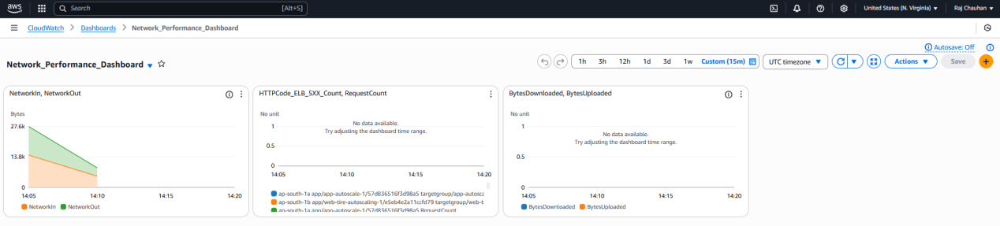 aws
Search [Alt+S]
United States (N. Virginia)
Raj Chauhan
CloudWatch > Dashboards > Network_Performance_Dashboard
Autosave: Off
Network_Performance_Dashboard
1h 3h 12h 1d 3d 1w Custom (15m)
UTC timezone
Actions
Save
NetworkIn, NetworkOut
Bytes
27.6k
13.8k
0
14:05 14:10 14:15 14:20
NetworkIn NetworkOut
HTTPCode_ELB_5XX_Count, RequestCount
No unit
1
No data available.
Try adjusting the dashboard time range.
0.5
0
14:05 14:10 14:15 14:20
ap-south-1a app/app-autoscale-1/57d836516f3d98a5 targetgroup/app-autosca
ap-south-1b app/web-tire-autoscaling-1/e5eb4e2a11ccfd79 targetgroup/web-ti
ap-south-1a app/app-autoscale-1/57d836516f3d98a5 RequestCount
BytesDownloaded, BytesUploaded
No unit
1
No data available.
Try adjusting the dashboard time range.
0.5
0
14:05 14:10 14:15 14:20
BytesDownloaded BytesUploaded